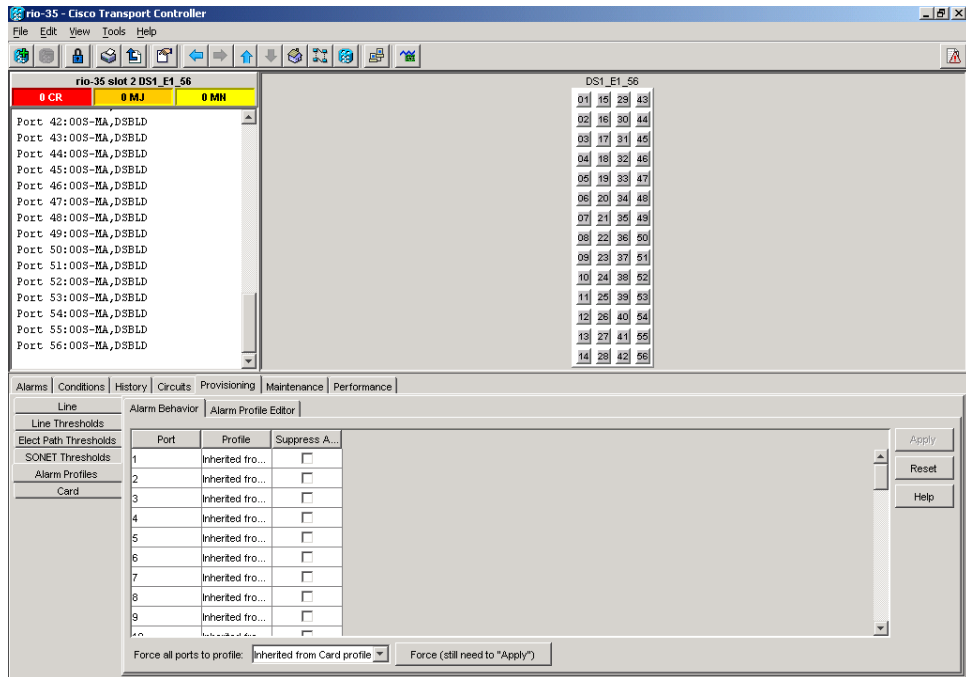 rio-35 - Cisco Transport Controller
File Edit View Tools Help
rio-35 slot 2 DS1_E1_56
0 CR 0 MJ 0 MN
Port 42:OOS-MA,DSBLD
Port 43:OOS-MA,DSBLD
Port 44:OOS-MA,DSBLD
Port 45:OOS-MA,DSBLD
Port 46:OOS-MA,DSBLD
Port 47:OOS-MA,DSBLD
Port 48:OOS-MA,DSBLD
Port 49:OOS-MA,DSBLD
Port 50:OOS-MA,DSBLD
Port 51:OOS-MA,DSBLD
Port 52:OOS-MA,DSBLD
Port 53:OOS-MA,DSBLD
Port 54:OOS-MA,DSBLD
Port 55:OOS-MA,DSBLD
Port 56:OOS-MA,DSBLD
DS1_E1_56
01 15 29 43
02 16 30 44
03 17 31 45
04 18 32 46
05 19 33 47
06 20 34 48
07 21 35 49
08 22 36 50
09 23 37 51
10 24 38 52
11 25 39 53
12 26 40 54
13 27 41 55
14 28 42 56
Alarms Conditions History Circuits Provisioning Maintenance Performance
Line
Line Thresholds
Elect Path Thresholds
SONET Thresholds
Alarm Profiles
Card
Alarm Behavior Alarm Profile Editor
Port Profile Suppress A...
1 Inherited fro...
2 Inherited fro...
3 Inherited fro...
4 Inherited fro...
5 Inherited fro...
6 Inherited fro...
7 Inherited fro...
8 Inherited fro...
9 Inherited fro...
Force all ports to profile: Inherited from Card profile Force (still need to "Apply")
Apply
Reset
Help